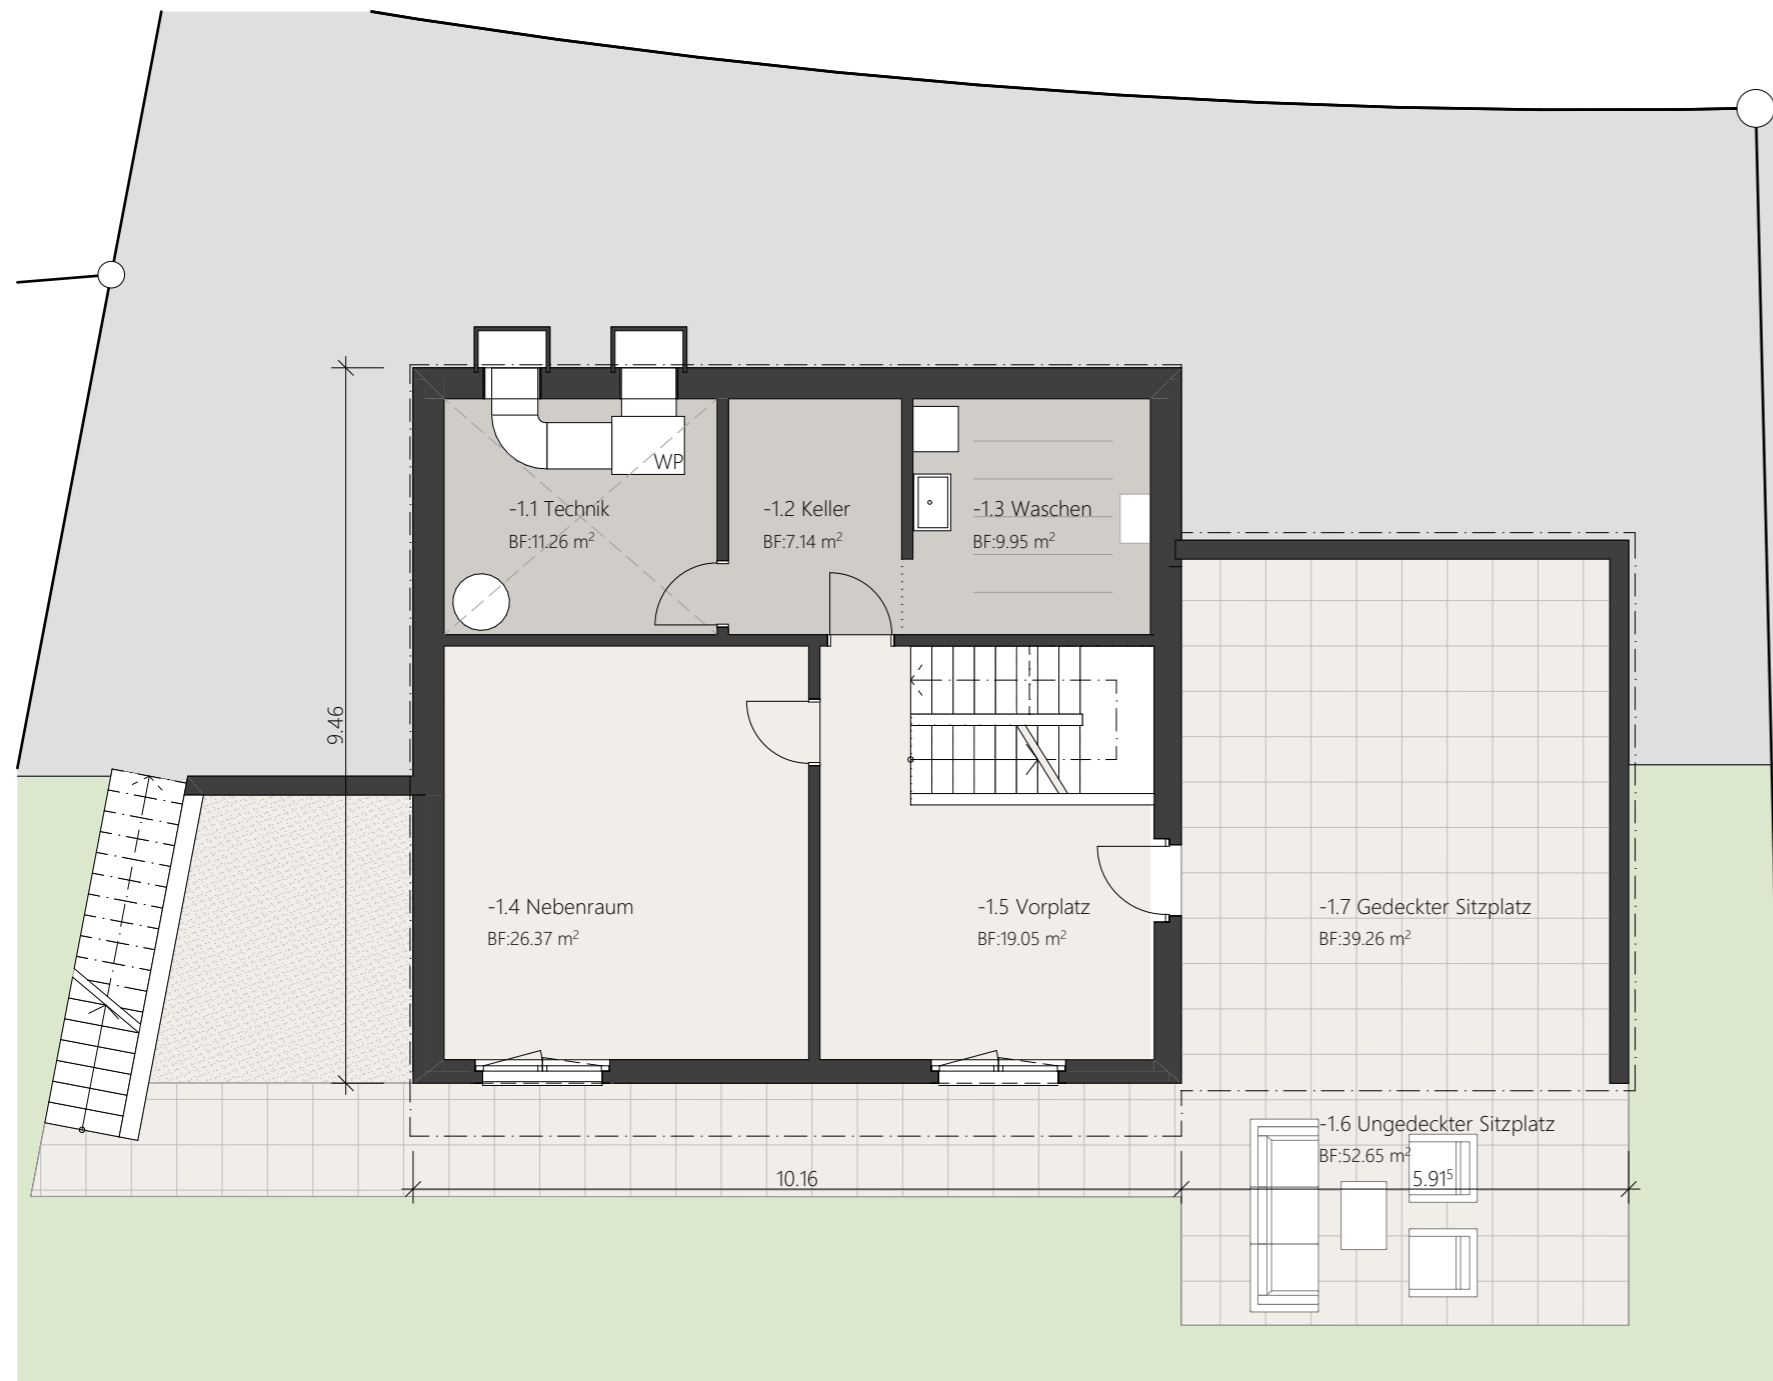 WP
-1.1 Technik
BF:11.26 m²
-1.2 Keller
BF:7.14 m²
-1.3 Waschen
BF:9.95 m²
9.46
-1.4 Nebenraum
BF:26.37 m²
-1.5 Vorplatz
BF:19.05 m²
-1.7 Gedeckter Sitzplatz
BF:39.26 m²
-1.6 Ungedeckter Sitzplatz
BF:52.65 m²
10.16
5.91⁵